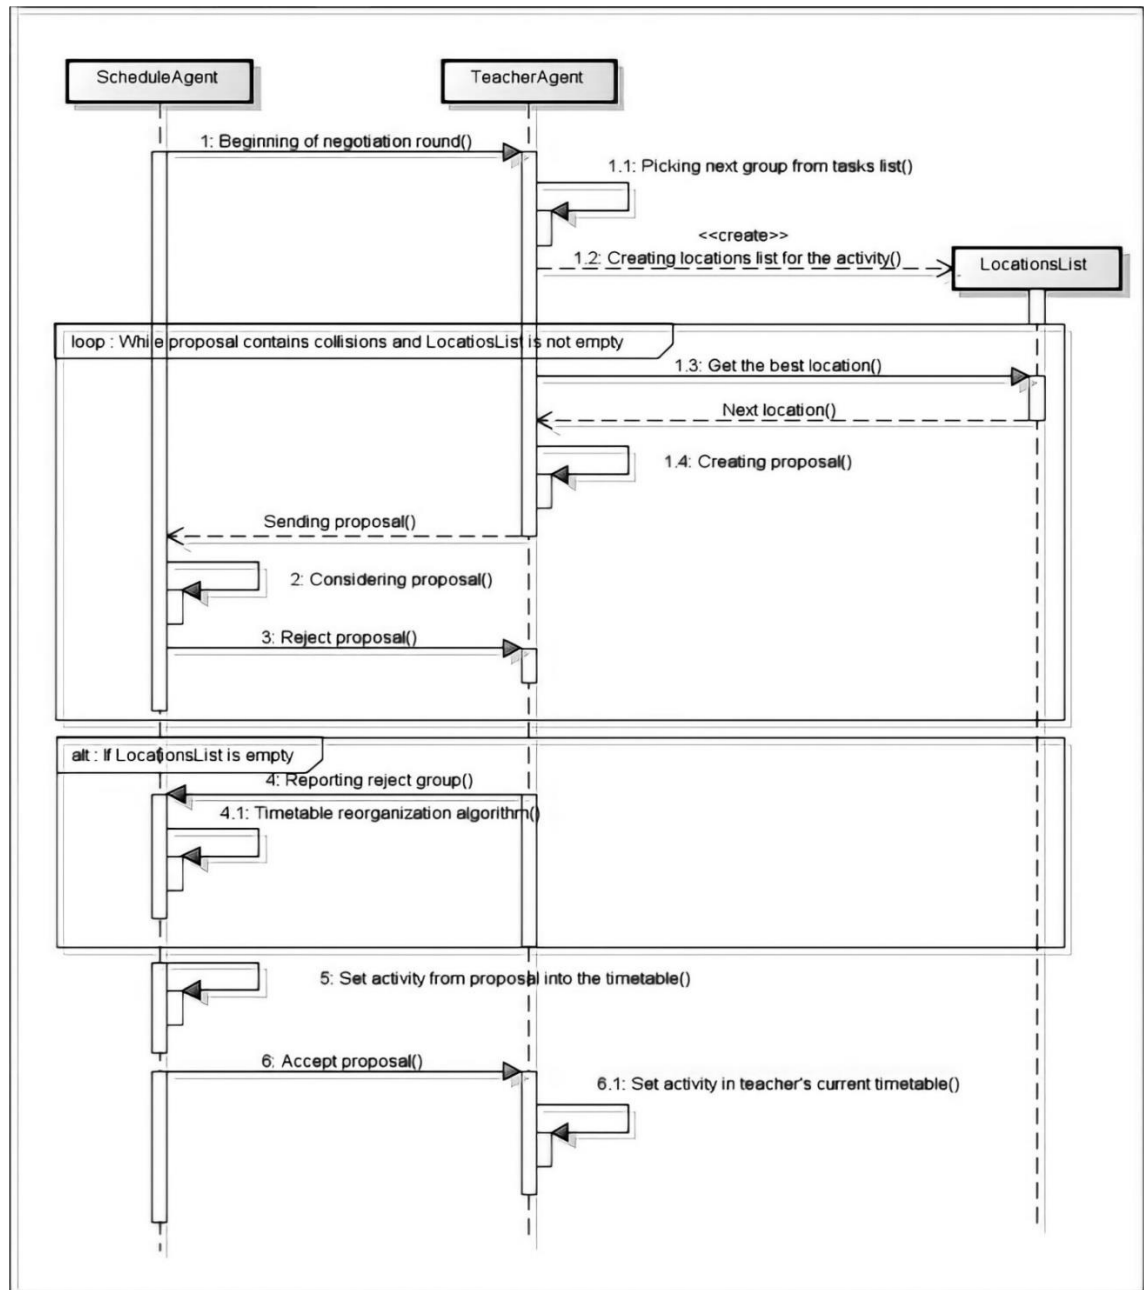 ScheduleAgent
TeacherAgent
1: Beginning of negotiation round()
1.1: Picking next group from tasks list()
<<create>>
1.2: Creating locations list for the activity()
LocationsList
loop : While proposal contains collisions and LocatiosList is not empty
1.3: Get the best location()
Next location()
1.4: Creating proposal()
Sending proposal()
2: Considering proposal()
3: Reject proposal()
alt : If LocationsList is empty
4: Reporting reject group()
4.1: Timetable reorganization algorithm()
5: Set activity from proposal into the timetable()
6: Accept proposal()
6.1: Set activity in teacher's current timetable()